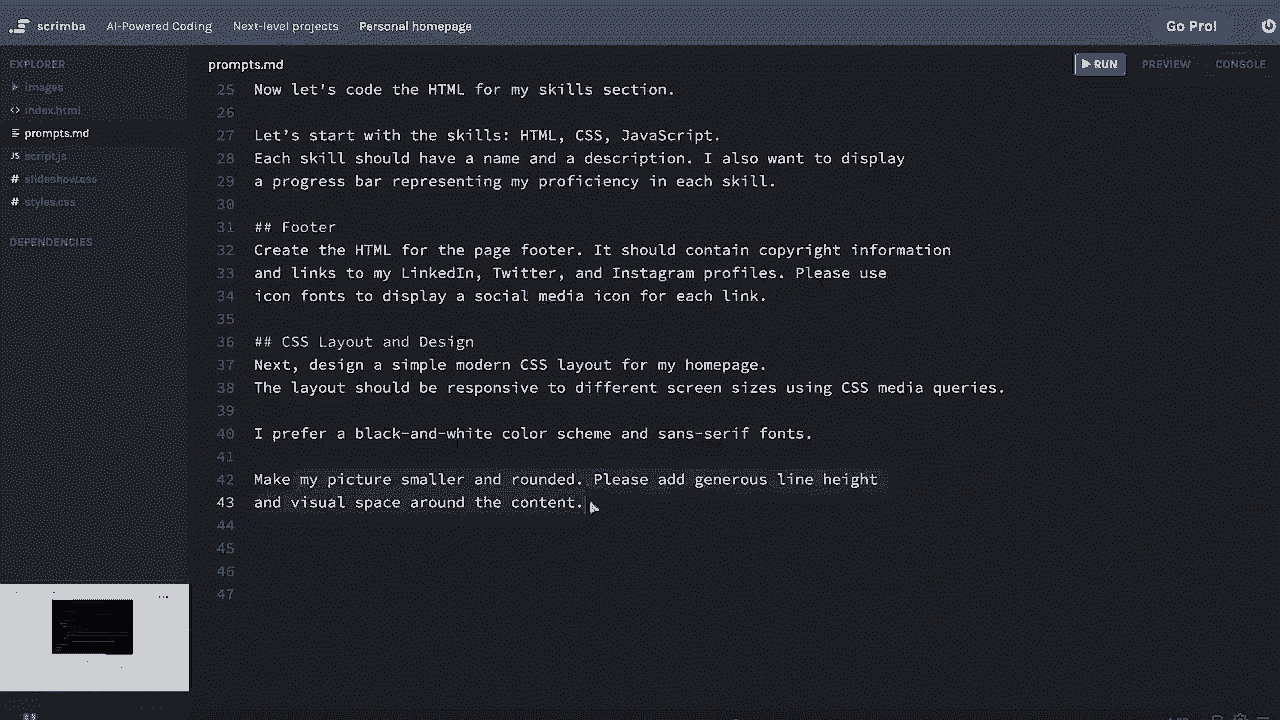 scrimba AI-Powered Coding Next-level projects Personal homepage Go Pro!
EXPLORER
images
index.html
prompts.md
script.js
slideshow.css
styles.css
DEPENDENCIES
prompts.md RUN PREVIEW CONSOLE
25 Now let's code the HTML for my skills section.
26
27 Let’s start with the skills: HTML, CSS, JavaScript.
28 Each skill should have a name and a description. I also want to display
29 a progress bar representing my proficiency in each skill.
30
31 ## Footer
32 Create the HTML for the page footer. It should contain copyright information
33 and links to my LinkedIn, Twitter, and Instagram profiles. Please use
34 icon fonts to display a social media icon for each link.
35
36 ## CSS Layout and Design
37 Next, design a simple modern CSS layout for my homepage.
38 The layout should be responsive to different screen sizes using CSS media queries.
39
40 I prefer a black-and-white color scheme and sans-serif fonts.
41
42 Make my picture smaller and rounded. Please add generous line height
43 and visual space around the content.
44
45
46
47